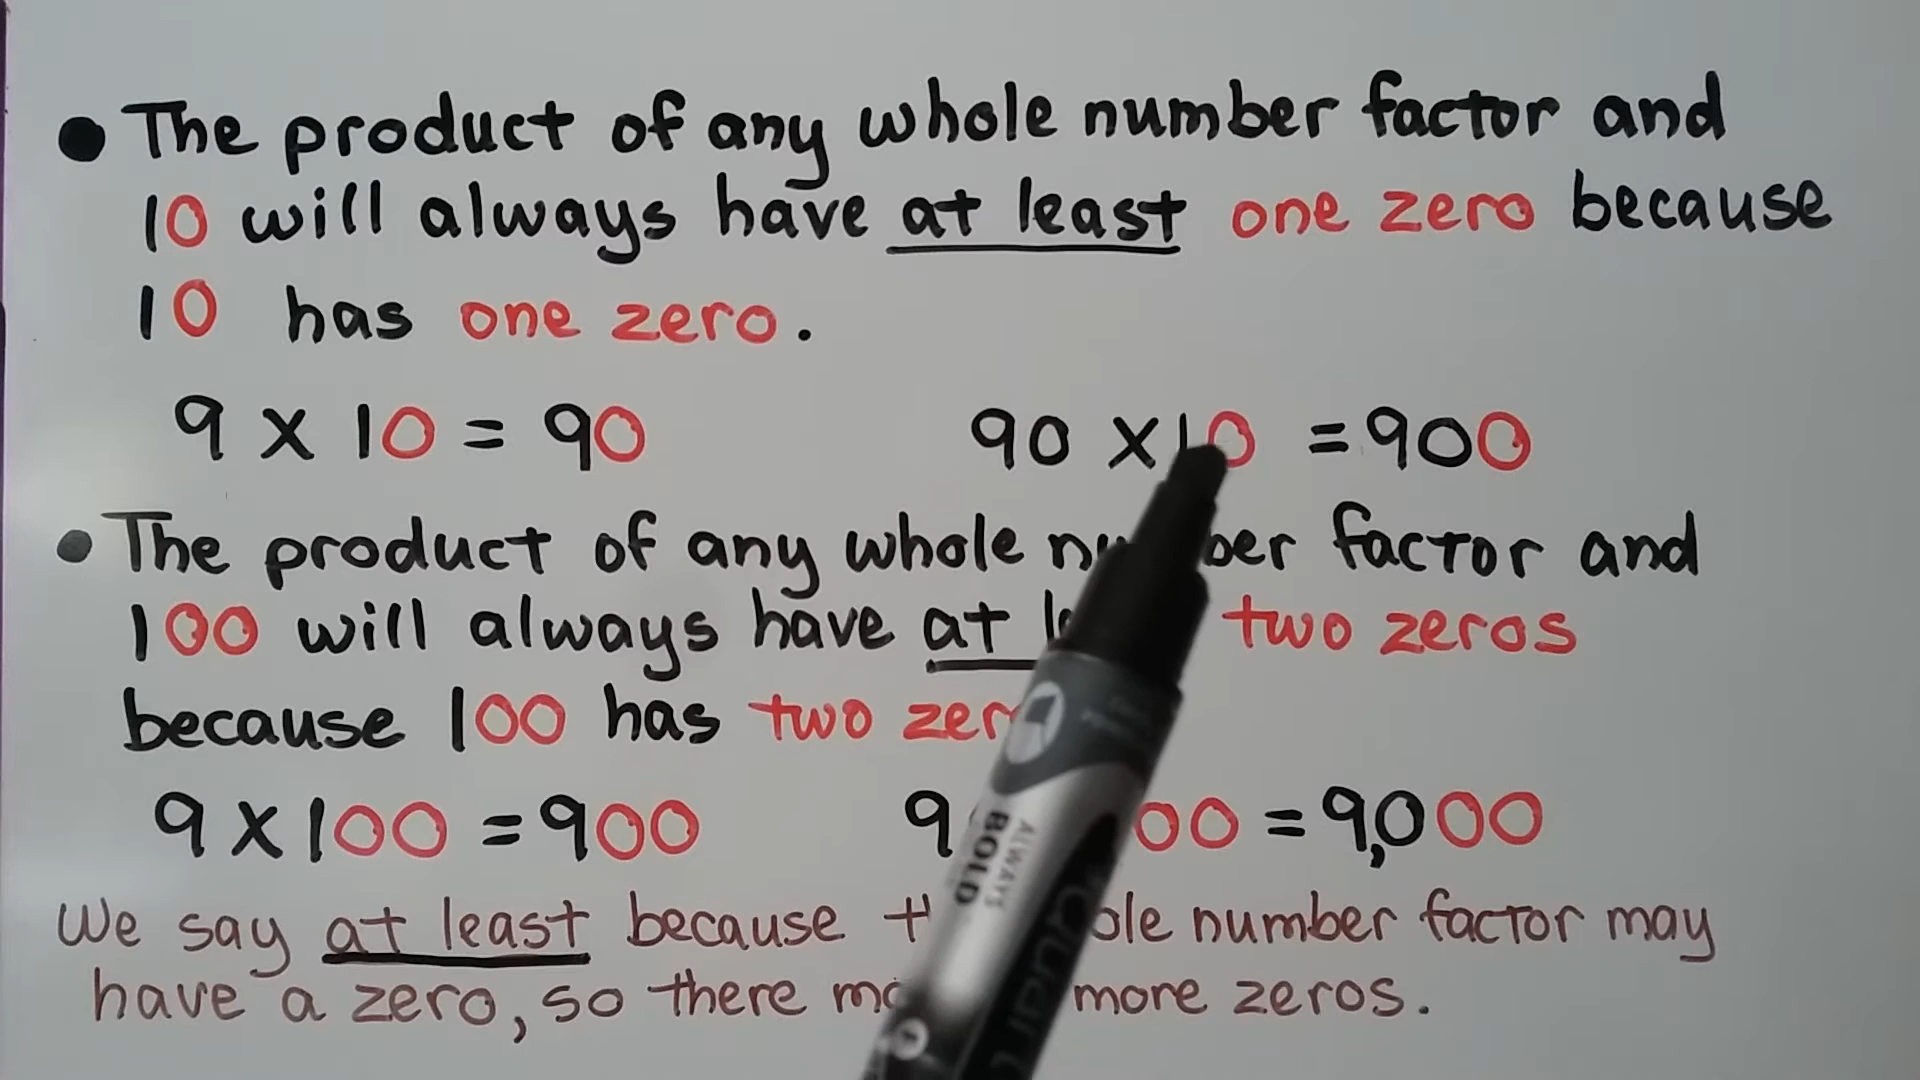 • The product of any whole number factor and
10 will always have at least one zero because
10 has one zero.
9 x 10 = 90 90 x 10 = 900
• The product of any whole factor and
100 will always have at two zeros
because 100 has two
9 x 100 = 900 = 9,000
We say at least because number factor may
have a zero, so there more zeros.
ALWAYS
BOLD
Quartet